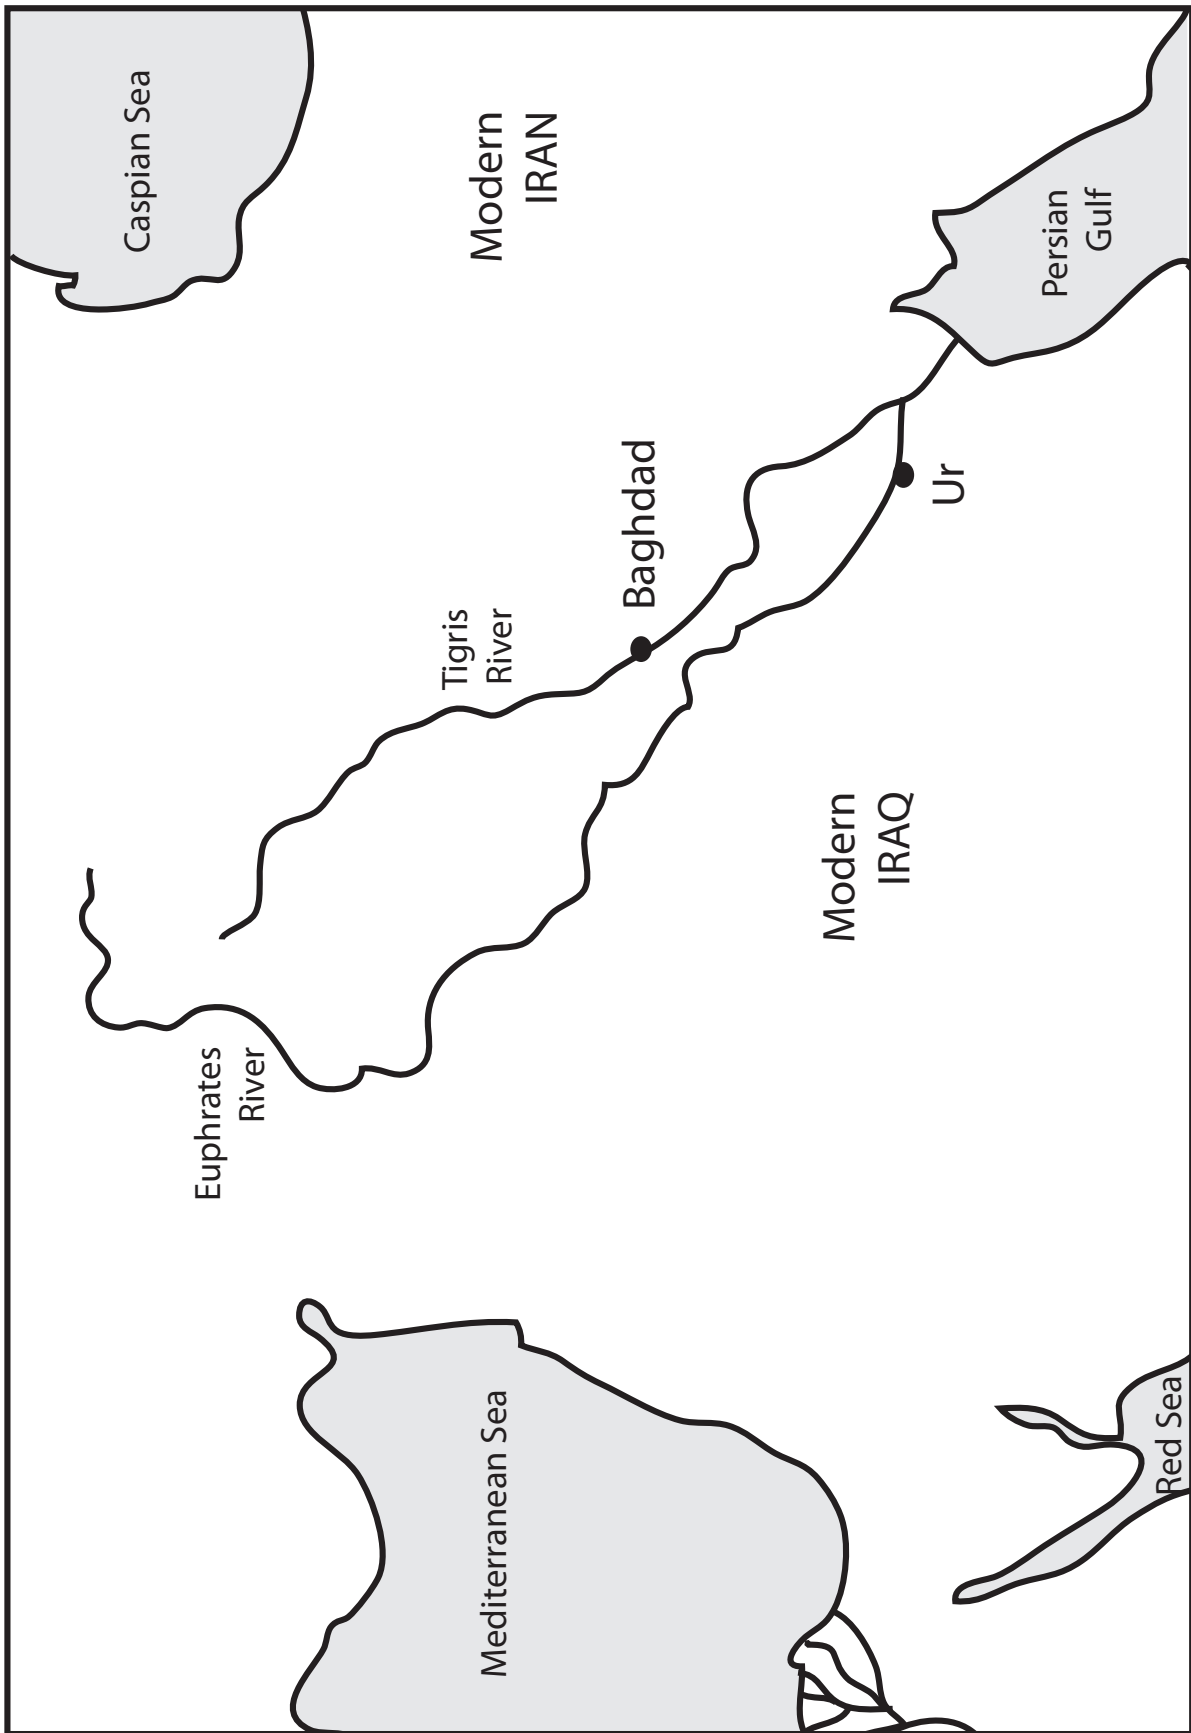 Caspian Sea
Euphrates
River
Tigris
River
Modern
IRAN
Mediterranean Sea
Baghdad
Modern
IRAQ
Ur
Persian
Gulf
Red Sea